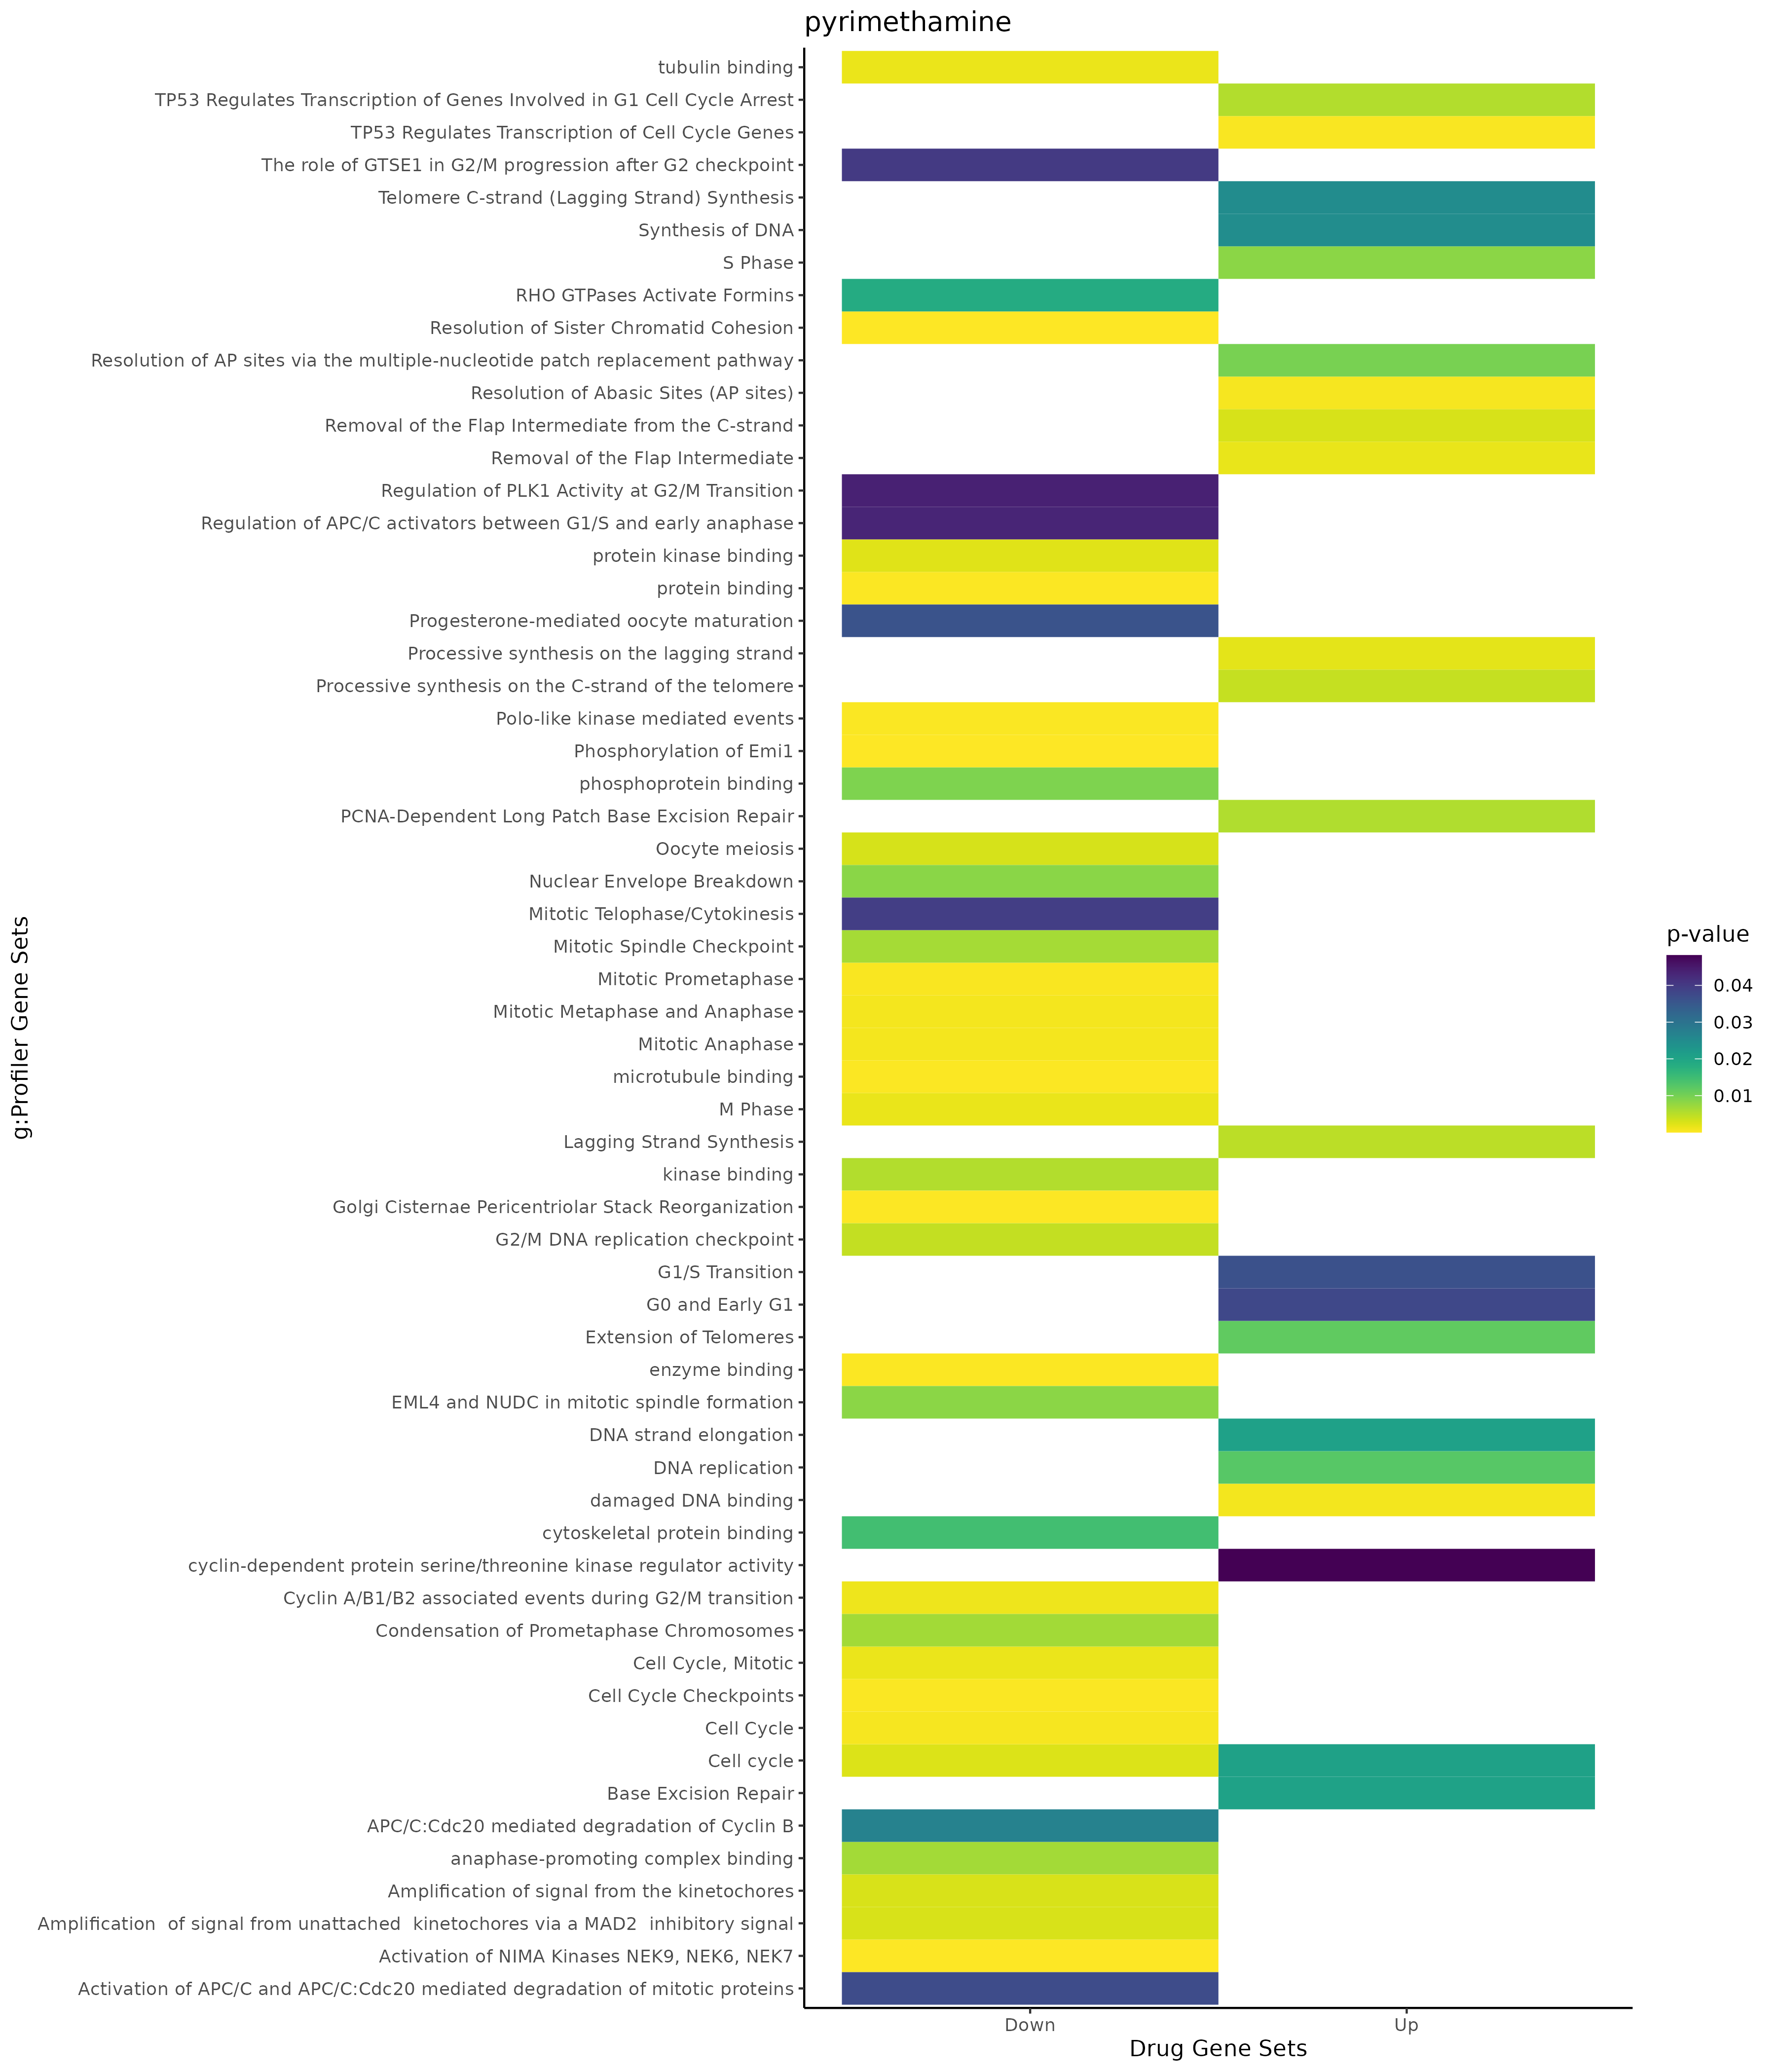 pyrimethamine
tubulin binding
TP53 Regulates Transcription of Genes Involved in G1 Cell Cycle Arrest
TP53 Regulates Transcription of Cell Cycle Genes
The role of GTSE1 in G2/M progression after G2 checkpoint
Telomere C-strand (Lagging Strand) Synthesis
Synthesis of DNA
S Phase
RHO GTPases Activate Formins
Resolution of Sister Chromatid Cohesion
Resolution of AP sites via the multiple-nucleotide patch replacement pathway
Resolution of Abasic Sites (AP sites)
Removal of the Flap Intermediate from the C-strand
Removal of the Flap Intermediate
Regulation of PLK1 Activity at G2/M Transition
Regulation of APC/C activators between G1/S and early anaphase
protein kinase binding
protein binding
Progesterone-mediated oocyte maturation
Processive synthesis on the lagging strand
Processive synthesis on the C-strand of the telomere
Polo-like kinase mediated events
Phosphorylation of Emi1
phosphoprotein binding
PCNA-Dependent Long Patch Base Excision Repair
Oocyte meiosis
Nuclear Envelope Breakdown
Mitotic Telophase/Cytokinesis
Mitotic Spindle Checkpoint
Mitotic Prometaphase
Mitotic Metaphase and Anaphase
Mitotic Anaphase
microtubule binding
M Phase
Lagging Strand Synthesis
kinase binding
Golgi Cisternae Pericentriolar Stack Reorganization
G2/M DNA replication checkpoint
G1/S Transition
G0 and Early G1
Extension of Telomeres
enzyme binding
EML4 and NUDC in mitotic spindle formation
DNA strand elongation
DNA replication
damaged DNA binding
cytoskeletal protein binding
cyclin-dependent protein serine/threonine kinase regulator activity
Cyclin A/B1/B2 associated events during G2/M transition
Condensation of Prometaphase Chromosomes
Cell Cycle, Mitotic
Cell Cycle Checkpoints
Cell Cycle
Cell cycle
Base Excision Repair
APC/C:Cdc20 mediated degradation of Cyclin B
anaphase-promoting complex binding
Amplification of signal from the kinetochores
Amplification  of signal from unattached  kinetochores via a MAD2  inhibitory signal
Activation of NIMA Kinases NEK9, NEK6, NEK7
Activation of APC/C and APC/C:Cdc20 mediated degradation of mitotic proteins
g:Profiler Gene Sets
Down
Up
Drug Gene Sets
p-value
0.04
0.03
0.02
0.01